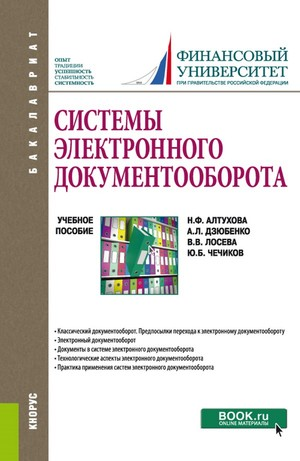 БАКАЛАВРИАТ
ОПЫТ
ТРАДИЦИИ
УСПЕШНОСТЬ
СТАБИЛЬНОСТЬ
СИСТЕМНОСТЬ
ФИНАНСОВЫЙ
УНИВЕРСИТЕТ
ПРИ ПРАВИТЕЛЬСТВЕ РОССИЙСКОЙ ФЕДЕРАЦИИ
СИСТЕМЫ
ЭЛЕКТРОННОГО
ДОКУМЕНТООБОРОТА
УЧЕБНОЕ
ПОСОБИЕ
Н.Ф. АЛТУХОВА
А.Л. ДЗЮБЕНКО
В.В. ЛОСЕВА
Ю.Б. ЧЕЧИКОВ
• Классический документооборот. Предпосылки перехода к электронному документообороту
• Электронный документооборот
• Документы в системе электронного документооборота
• Технологические аспекты электронного документооборота
• Практика применения систем электронного документооборота
КНОРУС
BOOK.ru
ONLINE МАТЕРИАЛЫ